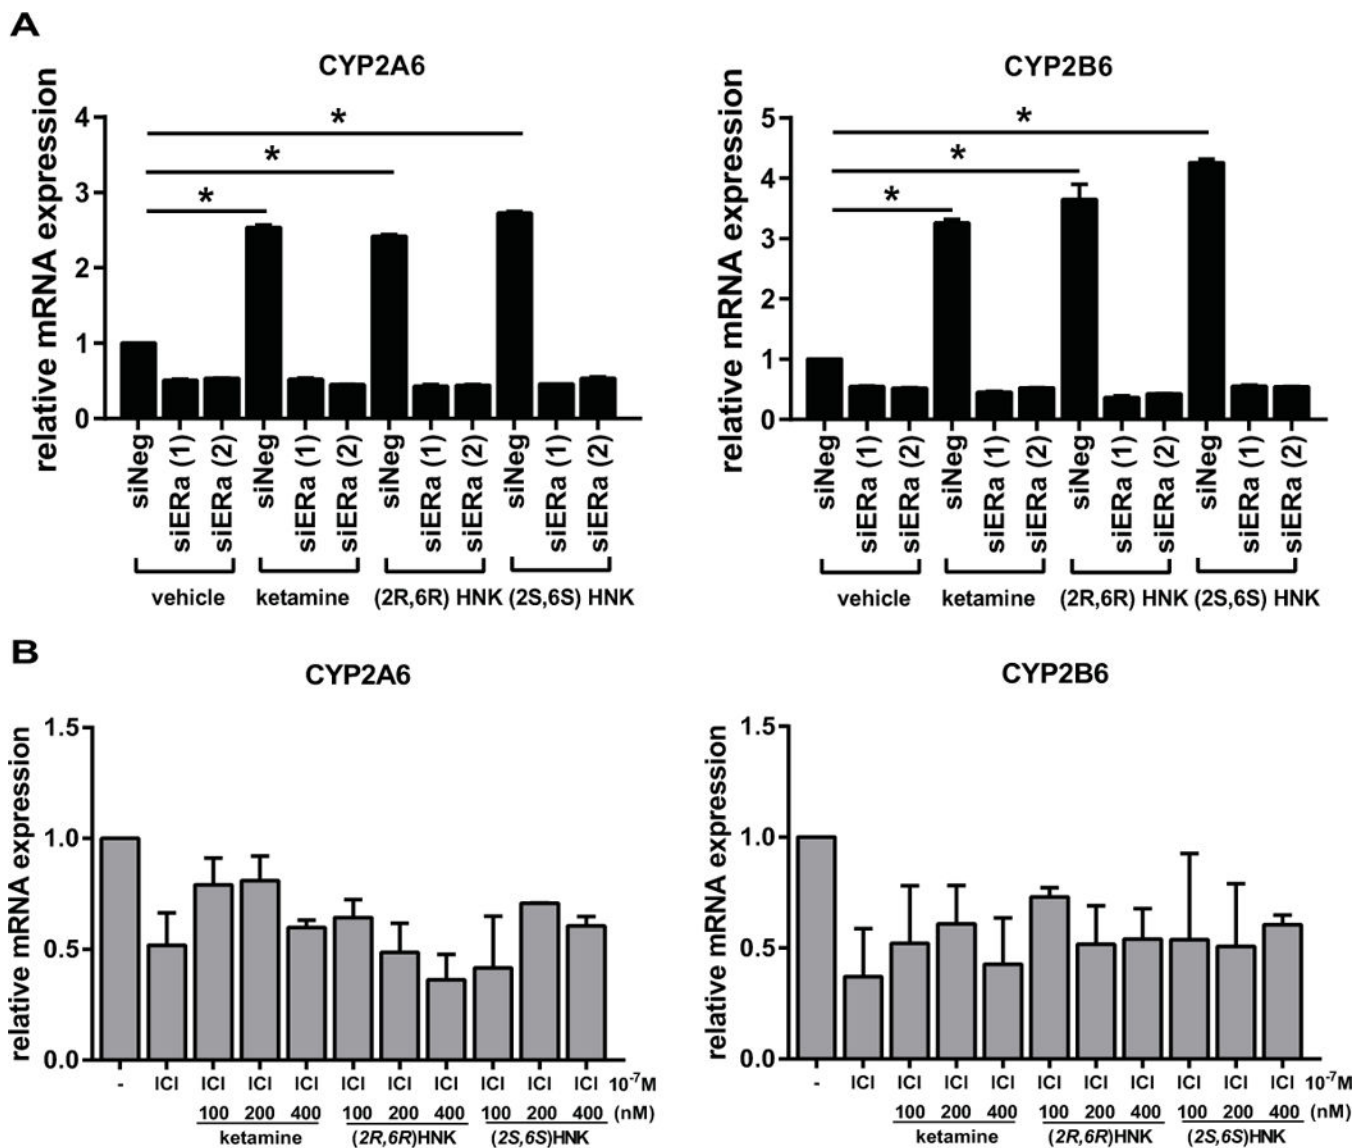 A
CYP2A6
relative mRNA expression
4
3
2
1
0
* * *
siNeg siERa (1) siERa (2) siNeg siERa (1) siERa (2) siNeg siERa (1) siERa (2) siNeg siERa (1) siERa (2)
vehicle ketamine (2R,6R) HNK (2S,6S) HNK
CYP2B6
relative mRNA expression
5
4
3
2
1
0
* * *
siNeg siERa (1) siERa (2) siNeg siERa (1) siERa (2) siNeg siERa (1) siERa (2) siNeg siERa (1) siERa (2)
vehicle ketamine (2R,6R) HNK (2S,6S) HNK
B
CYP2A6
relative mRNA expression
1.5
1.0
0.5
0.0
- ICI ICI ICI ICI ICI ICI ICI ICI ICI ICI 10-7M
100 200 400 100 200 400 100 200 400 (nM)
ketamine (2R,6R)HNK (2S,6S)HNK
CYP2B6
relative mRNA expression
1.5
1.0
0.5
0.0
- ICI ICI ICI ICI ICI ICI ICI ICI ICI ICI 10-7M
100 200 400 100 200 400 100 200 400 (nM)
ketamine (2R,6R)HNK (2S,6S)HNK